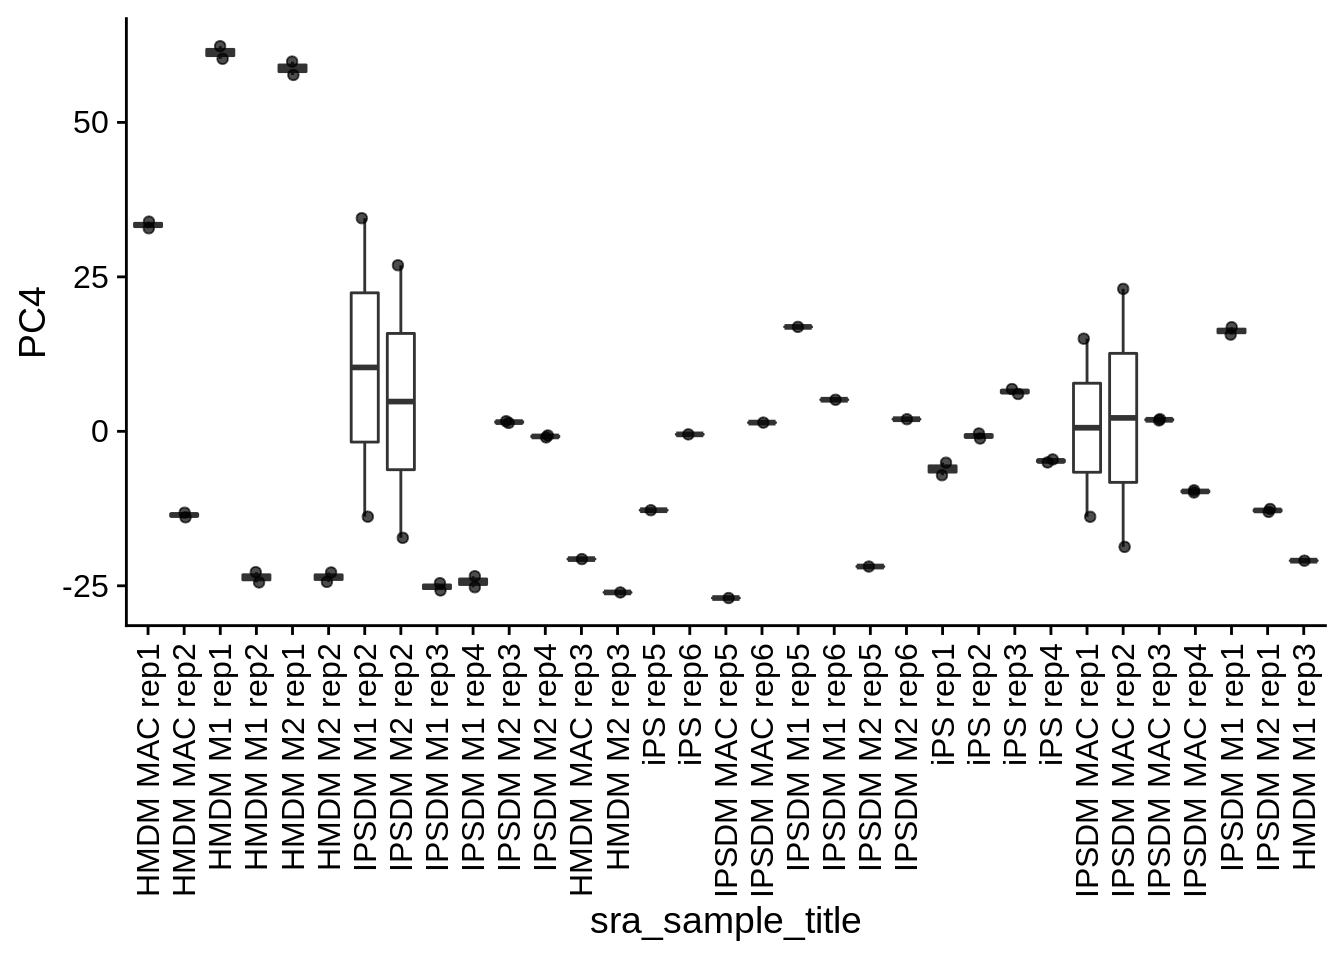 PC4
50
25
0
-25
HMDM MAC rep1
HMDM MAC rep2
HMDM M1 rep1
HMDM M1 rep2
HMDM M2 rep1
HMDM M2 rep2
IPSDM M1 rep2
IPSDM M2 rep2
IPSDM M1 rep3
IPSDM M1 rep4
IPSDM M2 rep3
IPSDM M2 rep4
HMDM MAC rep3
HMDM M2 rep3
iPS rep5
iPS rep6
IPSDM MAC rep5
IPSDM MAC rep6
IPSDM M1 rep5
IPSDM M1 rep6
IPSDM M2 rep5
IPSDM M2 rep6
iPS rep1
iPS rep2
iPS rep3
iPS rep4
IPSDM MAC rep1
IPSDM MAC rep2
IPSDM MAC rep3
IPSDM MAC rep4
IPSDM M1 rep1
IPSDM M2 rep1
HMDM M1 rep3
sra_sample_title